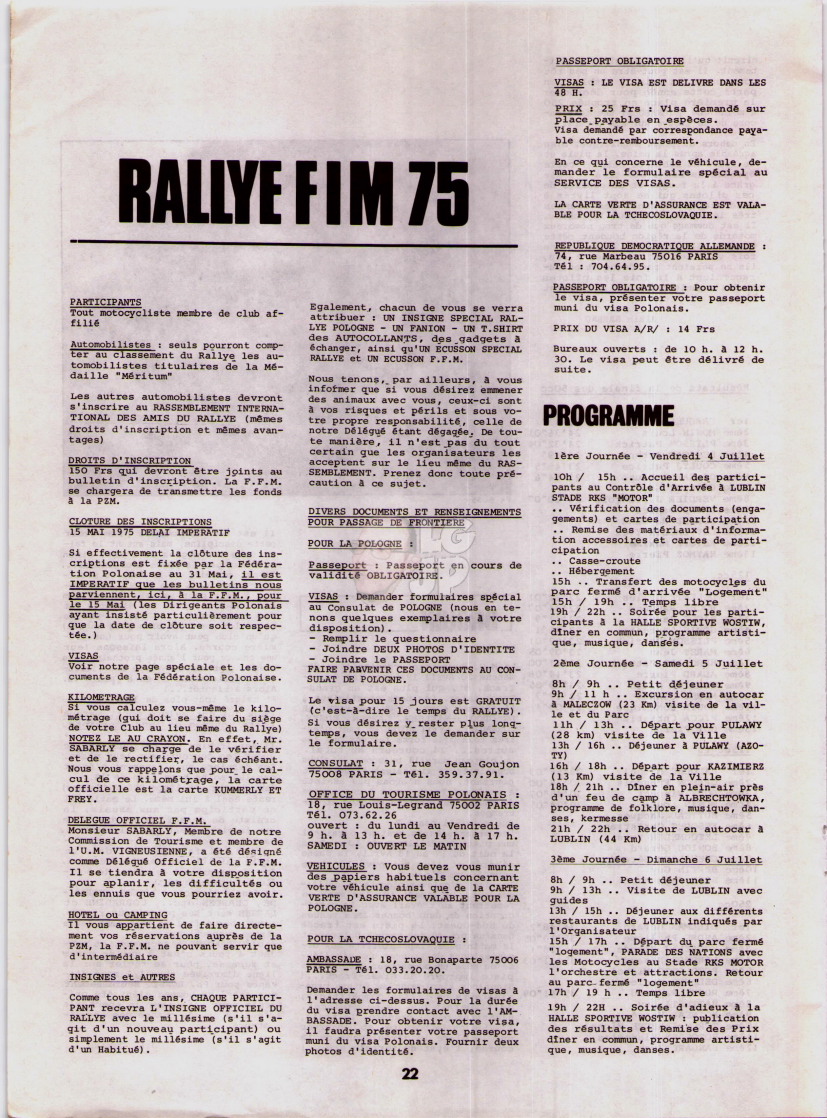 RALLYE FIM 75
PARTICIPANTS
Tout motocycliste membre de club af-
filié
Automobilistes : seuls pourront comp-
ter au classement du Rallye les au-
tomobilistes titulaires de la Mé-
daille "Méritum"
Les autres automobilistes devront
s'inscrire au RASSEMBLEMENT INTERNA-
TIONAL DES AMIS DU RALLYE (mêmes
droits d'inscription et mêmes avan-
tages)
DROITS D'INSCRIPTION
150 Frs qui devront être joints au
bulletin d'inscription. La F.F.M.
se chargera de transmettre les fonds
à la PZM.
CLOTURE DES INSCRIPTIONS
15 MAI 1975 DELAI IMPERATIF
Si effectivement la clôture des ins-
criptions est fixée par la Fédéra-
tion Polonaise au 31 Mai, il est
IMPERATIF que les bulletins nous
parviennent, ici, à la F.F.M., pour
le 15 Mai (les Dirigeants Polonais
ayant insisté particulièrement pour
que la date de clôture soit respec-
tée.)
VISAS
Voir notre page spéciale et les do-
cuments de la Fédération Polonaise.
KILOMETRAGE
Si vous calculez vous-même le kilo-
métrage (qui doit se faire du siège
de votre Club au lieu même du Rallye)
NOTEZ LE AU CRAYON. En effet, Mr.
SABARLY se charge de le vérifier
et de le rectifier, le cas échéant.
Nous vous rappelons que pour le cal-
cul de ce kilométrage, la carte
officielle est la carte KUMMERLY ET
FREY.
DELEGUE OFFICIEL F.F.M.
Monsieur SABARLY, Membre de notre
Commission de Tourisme et membre de
l'U.M. VIGNEUSIENNE, a été désigné
comme Délégué Officiel de la F.F.M.
Il se tiendra à votre disposition
pour aplanir, les difficultés ou
les ennuis que vous pourriez avoir.
HOTEL ou CAMPING
Il vous appartient de faire directe-
ment vos réservations auprès de la
PZM, la F.F.M. ne pouvant servir que
d'intermédiaire
INSIGNES et AUTRES
Comme tous les ans, CHAQUE PARTICI-
PANT recevra L'INSIGNE OFFICIEL DU
RALLYE avec le millésime (s'il s'a-
git d'un nouveau participant) ou
simplement le millésime (s'il s'agit
d'un Habitué).
Egalement, chacun de vous se verra
attribuer : UN INSIGNE SPECIAL RAL-
LYE POLOGNE - UN FANION - UN T.SHIRT
des AUTOCOLLANTS, des gadgets à
échanger, ainsi qu'UN ECUSSON SPECIAL
RALLYE et UN ECUSSON F.F.M.
Nous tenons, par ailleurs, à vous
informer que si vous désirez emmener
des animaux avec vous, ceux-ci sont
à vos risques et périls et sous vo-
tre propre responsabilité, celle de
notre Délégué étant dégagée. De tou-
te manière, il n'est pas du tout
certain que les organisateurs les
acceptent sur le lieu même du RAS-
SEMBLEMENT. Prenez donc toute pré-
caution à ce sujet.
DIVERS DOCUMENTS ET RENSEIGNEMENTS
POUR PASSAGE DE FRONTIERE
POUR LA POLOGNE :
Passeport : Passeport en cours de
validité OBLIGATOIRE.
VISAS : Demander formulaires spécial
au Consulat de POLOGNE (nous en te-
nons quelques exemplaires à votre
disposition).
- Remplir le questionnaire
- Joindre DEUX PHOTOS D'IDENTITE
- Joindre le PASSEPORT
FAIRE PARVENIR CES DOCUMENTS AU CON-
SULAT DE POLOGNE.
Le visa pour 15 jours est GRATUIT
(c'est-à-dire le temps du RALLYE).
Si vous désirez y rester plus long-
temps, vous devez le demander sur
le formulaire.
CONSULAT : 31, rue Jean Goujon
75008 PARIS - Tél. 359.37.91.
OFFICE DU TOURISME POLONAIS :
18, rue Louis-Legrand 75002 PARIS
Tél. 073.62.26
ouvert : du lundi au Vendredi de
9 h. à 13 h. et de 14 h. à 17 h.
SAMEDI : OUVERT LE MATIN
VEHICULES : Vous devez vous munir
des papiers habituels concernant
votre véhicule ainsi que de la CARTE
VERTE D'ASSURANCE VALABLE POUR LA
POLOGNE.
POUR LA TCHECOSLOVAQUIE :
AMBASSADE : 18, rue Bonaparte 75006
PARIS - Tél. 033.20.20.
Demander les formulaires de visas à
l'adresse ci-dessus. Pour la durée
du visa prendre contact avec l'AM-
BASSADE. Pour obtenir votre visa,
il faudra présenter votre passeport
muni du visa Polonais. Fournir deux
photos d'identité.
PASSEPORT OBLIGATOIRE
VISAS : LE VISA EST DELIVRE DANS LES
48 H.
PRIX : 25 Frs : Visa demandé sur
place payable en espèces.
Visa demandé par correspondance paya-
ble contre-remboursement.
En ce qui concerne le véhicule, de-
mander le formulaire spécial au
SERVICE DES VISAS.
LA CARTE VERTE D'ASSURANCE EST VALA-
BLE POUR LA TCHECOSLOVAQUIE.
REPUBLIQUE DEMOCRATIQUE ALLEMANDE :
74, rue Marbeau 75016 PARIS
Tél : 704.64.95.
PASSEPORT OBLIGATOIRE : Pour obtenir
le visa, présenter votre passeport
muni du visa Polonais.
PRIX DU VISA A/R/ : 14 Frs
Bureaux ouverts : de 10 h. à 12 h.
30. Le visa peut être délivré de
suite.
PROGRAMME
1ère Journée - Vendredi 4 Juillet
10h / 15h .. Accueil des partici-
pants au Contrôle d'Arrivée à LUBLIN
STADE RKS "MOTOR"
.. Vérification des documents (enga-
gements) et cartes de participation
.. Remise des matériaux d'informa-
tion accessoires et cartes de parti-
cipation
.. Casse-croute
.. Hébergement
15h .. Transfert des motocycles du
parc fermé d'arrivée "Logement"
15h / 19h .. Temps libre
19h / 22h .. Soirée pour les parti-
cipants à la HALLE SPORTIVE WOSTIW,
dîner en commun, programme artisti-
que, musique, danses.
2ème Journée - Samedi 5 Juillet
8h / 9h .. Petit déjeuner
9h / 11 h .. Excursion en autocar
à MALECZOW (23 Km) visite de la vil-
le et du Parc
11h / 13h .. Départ pour PULAWY
(28 km) visite de la Ville
13h / 16h .. Déjeuner à PULAWY (AZO-
TY)
16h / 18h .. Départ pour KAZIMIERZ
(13 Km) visite de la Ville
18h / 21h .. Dîner en plein-air près
d'un feu de camp à ALBRECHTOWKA,
programme de folklore, musique, dan-
ses, kermesse
21h / 22h .. Retour en autocar à
LUBLIN (44 Km)
3ème Journée - Dimanche 6 Juillet
8h / 9h .. Petit déjeuner
9h / 13h .. Visite de LUBLIN avec
guides
13h / 15h .. Déjeuner aux différents
restaurants de LUBLIN indiqués par
l'Organisateur
15h / 17h .. Départ du parc fermé
"logement", PARADE DES NATIONS avec
les Motocycles au Stade RKS MOTOR
l'orchestre et attractions. Retour
au parc fermé "logement"
17h / 19 h .. Temps libre
19h / 22H .. Soirée d'adieux à la
HALLE SPORTIVE WOSTIW : publication
des résultats et Remise des Prix
dîner en commun, programme artisti-
que, musique, danses.
22